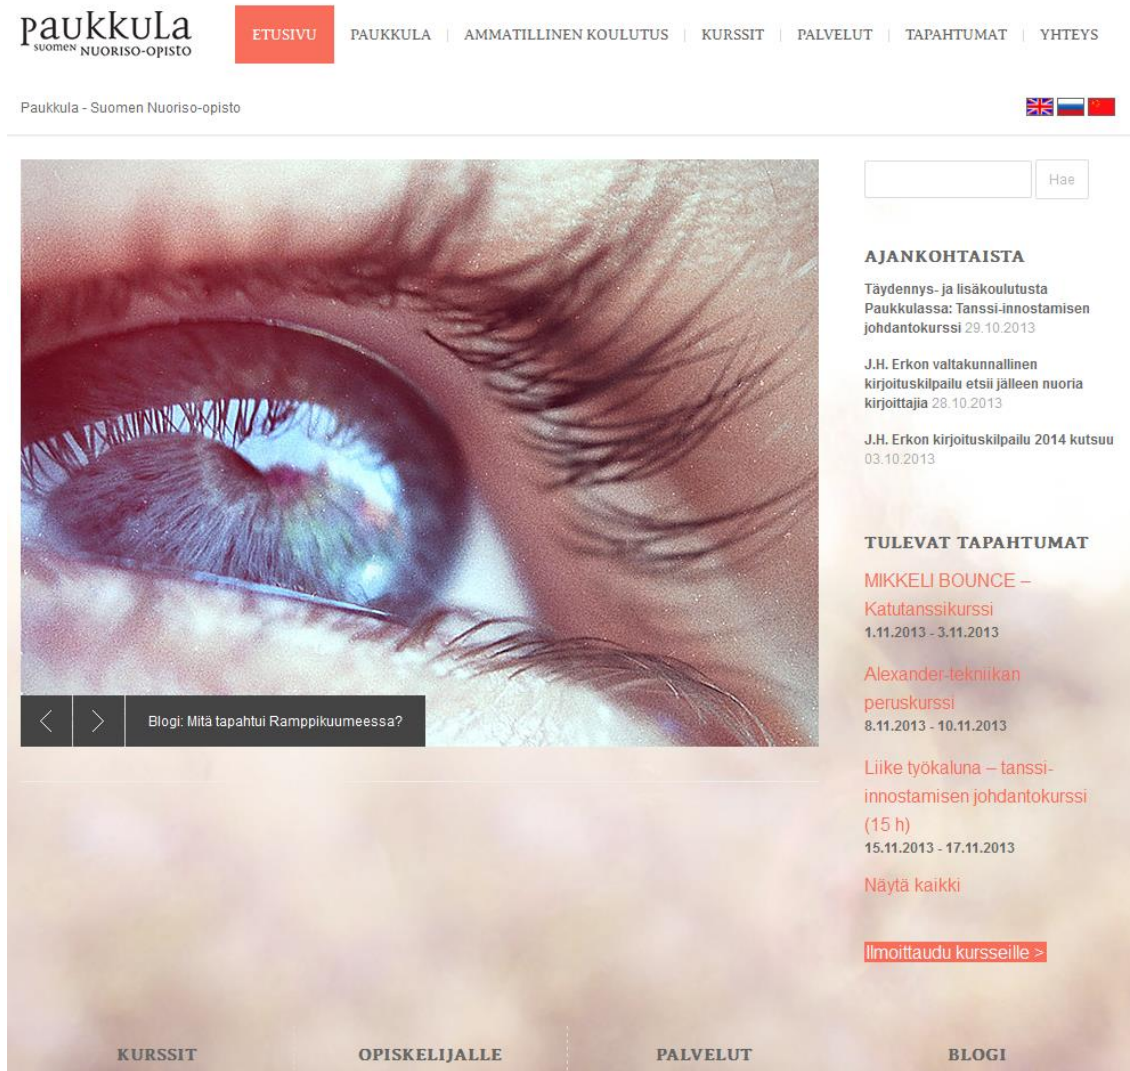 paukkula
suomen NUORISO-OPISTO
ETUSIVU
PAUKKULA
AMMATILLINEN KOULUTUS
KURSSIT
PALVELUT
TAPAHTUMAT
YHTEYS
Paukkula - Suomen Nuoriso-opisto
Hae
AJANKOHTAISTA
Täydennys- ja lisäkoulutusta
Paukkulassa: Tanssi-innostamisen
johdantokurssi 29.10.2013
J.H. Erkon valtakunnallinen
kirjoituskilpailu etsii jälleen nuoria
kirjoittajia 28.10.2013
J.H. Erkon kirjoituskilpailu 2014 kutsuu
03.10.2013
Blogi: Mitä tapahtui Ramppikuumeessa?
TULEVAT TAPAHTUMAT
MIKKELI BOUNCE –
Katutanssikurssi
1.11.2013 - 3.11.2013
Alexander-tekniikan
peruskurssi
8.11.2013 - 10.11.2013
Liike työkaluna – tanssi-
innostamisen johdantokurssi
(15 h)
15.11.2013 - 17.11.2013
Näytä kaikki
Ilmoittaudu kursseille >
KURSSIT
OPISKELIJALLE
PALVELUT
BLOGI